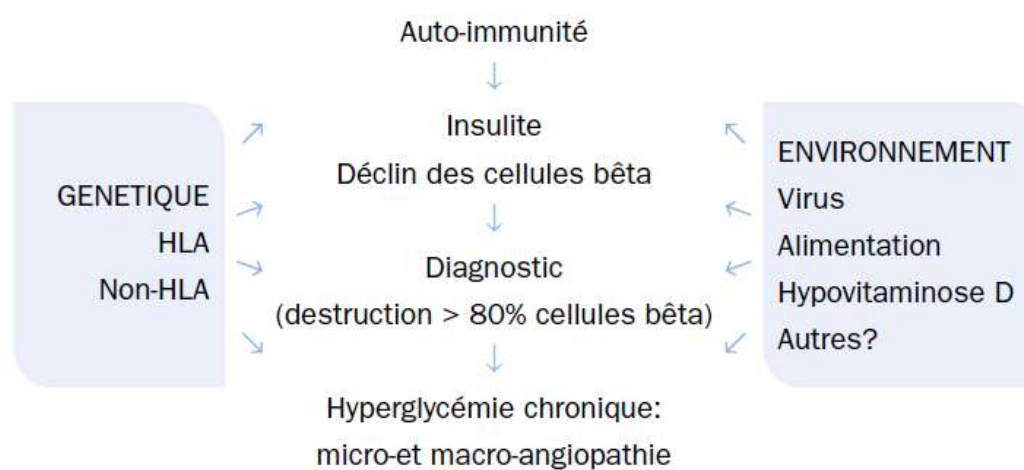 Auto-immunité
↓
Insulite
Déclin des cellules bêta
↓
Diagnostic
(destruction > 80% cellules bêta)
↓
Hyperglycémie chronique:
micro-et macro-angiopathie
GENETIQUE
HLA
Non-HLA
ENVIRONNEMENT
Virus
Alimentation
Hypovitaminose D
Autres?